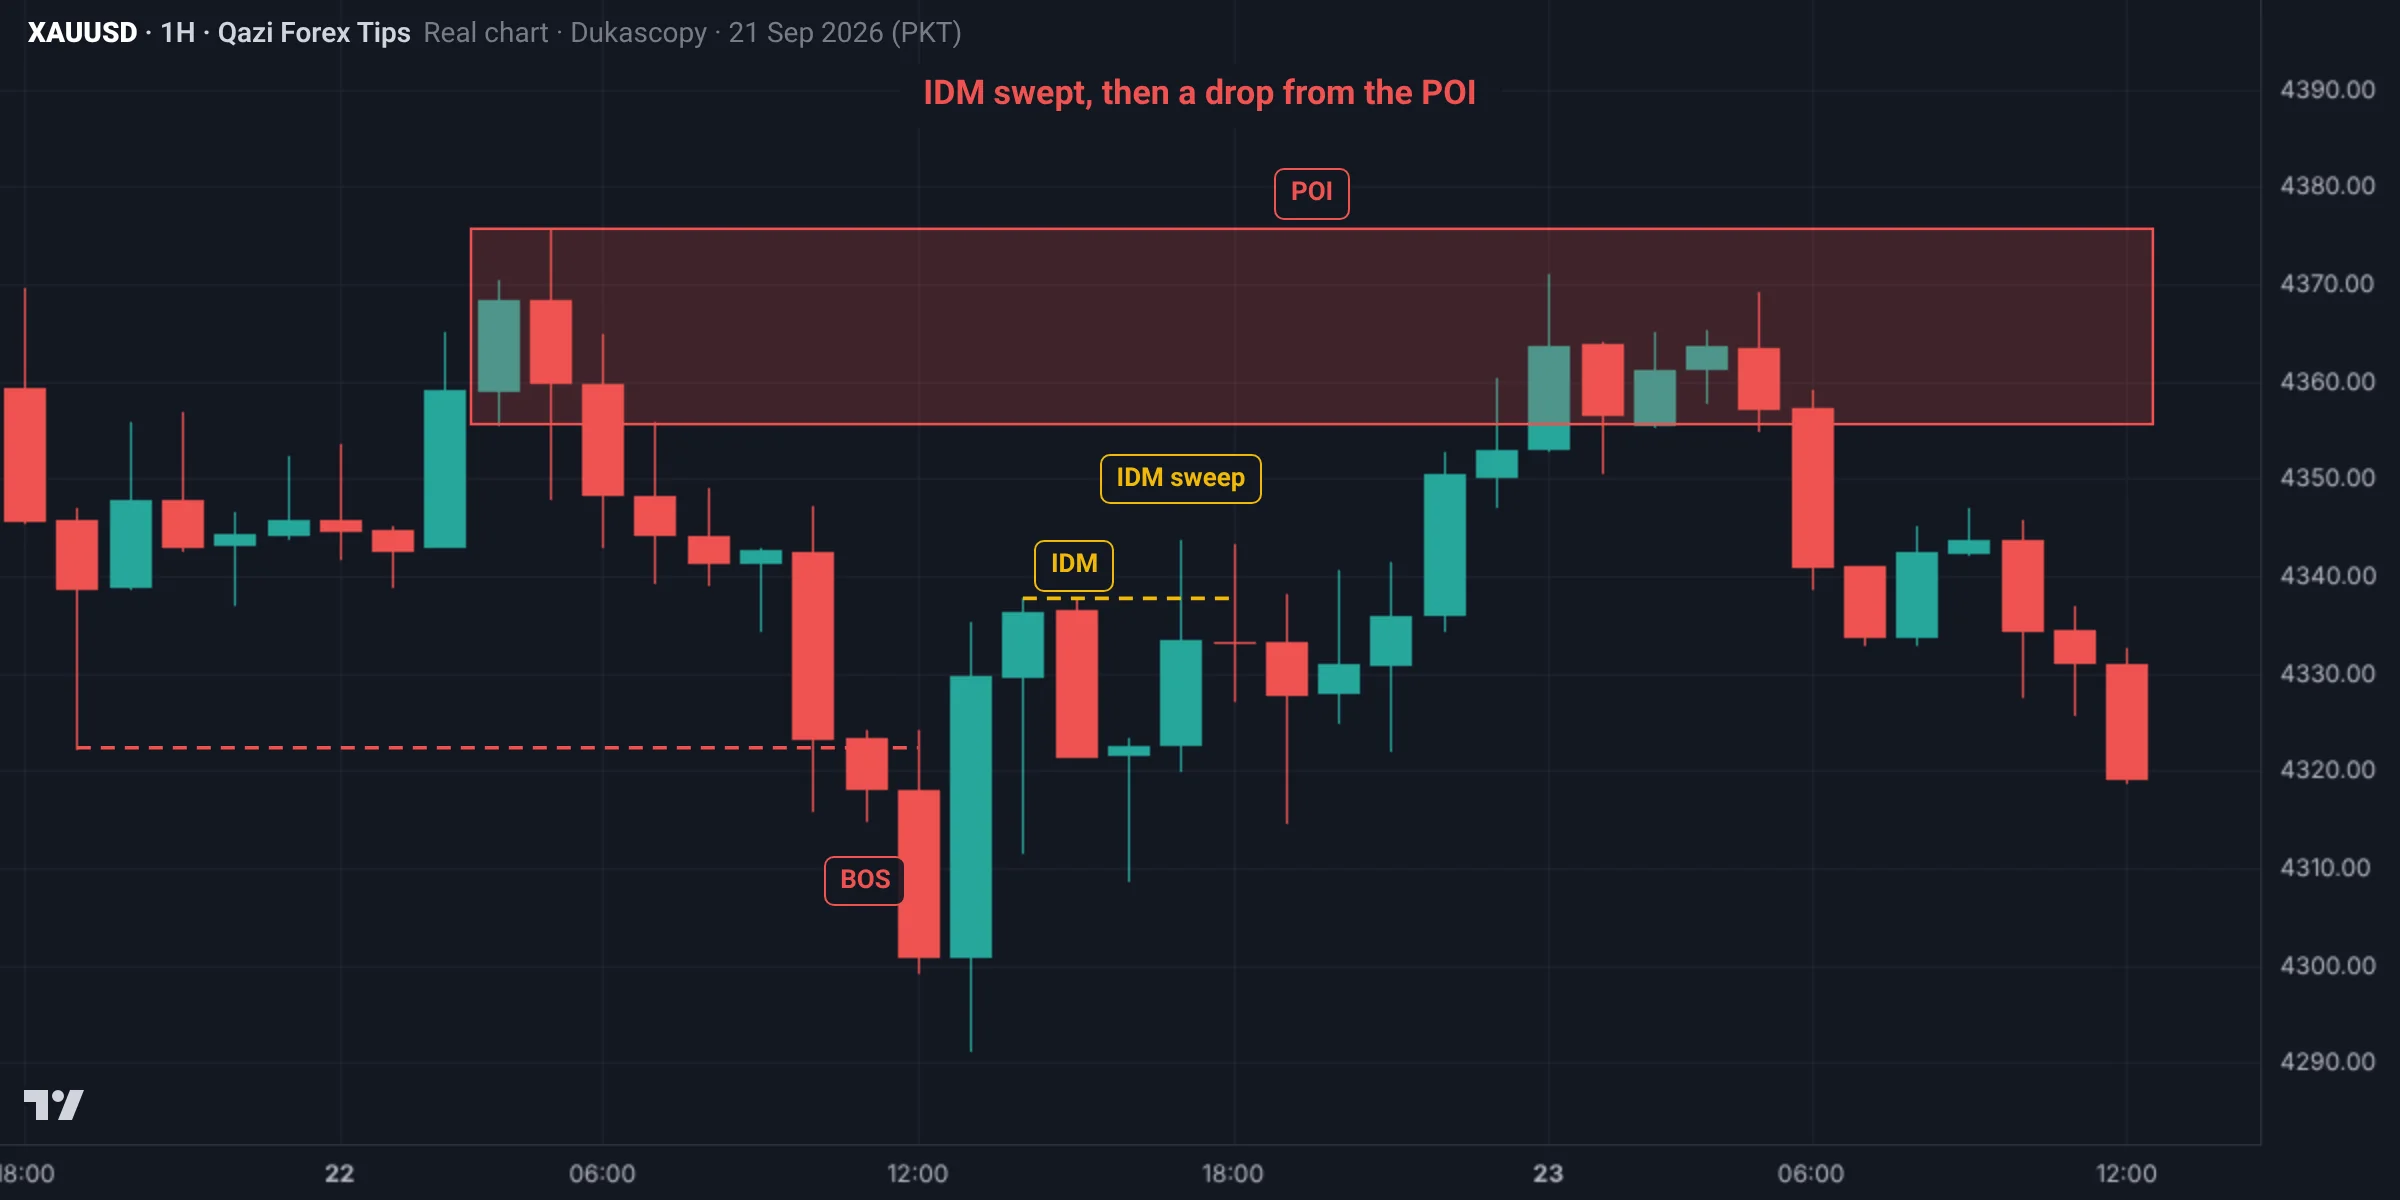 XAUUSD · 1H · Qazi Forex Tips Real chart · Dukascopy · 21 Sep 2026 (PKT)
IDM swept, then a drop from the POI
4390.00
POI
4380.00
4370.00
4360.00
IDM sweep
4350.00
IDM
4340.00
4330.00
4320.00
BOS
4310.00
4300.00
4290.00
18:00 22 06:00 12:00 18:00 23 06:00 12:00